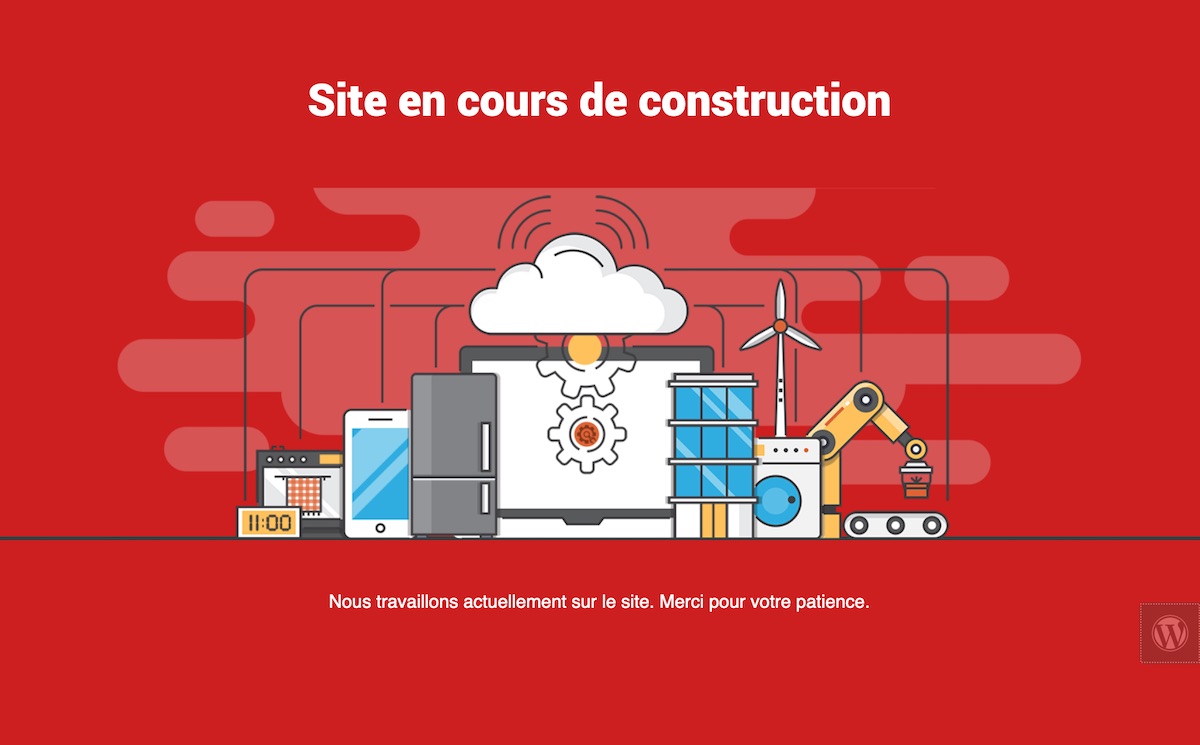 Site en cours de construction
11:00
Nous travaillons actuellement sur le site. Merci pour votre patience.